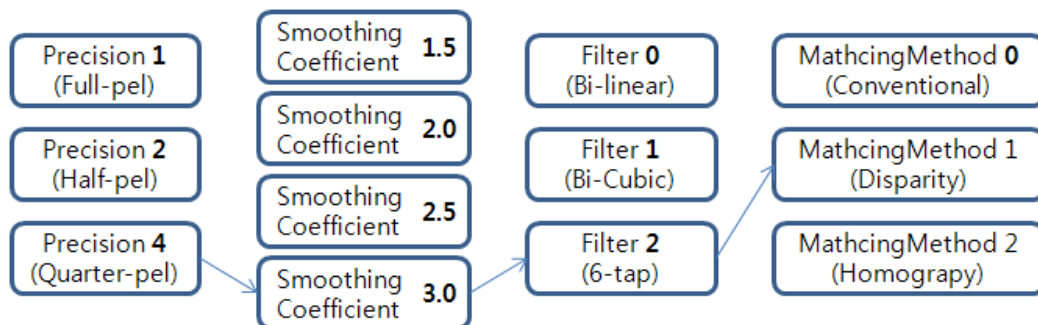 Precision 1
(Full-pel)
Precision 2
(Half-pel)
Precision 4
(Quarter-pel)
Smoothing
Coefficient 1.5
Smoothing
Coefficient 2.0
Smoothing
Coefficient 2.5
Smoothing
Coefficient 3.0
Filter 0
(Bi-linear)
Filter 1
(Bi-Cubic)
Filter 2
(6-tap)
MathcingMethod 0
(Conventional)
MathcingMethod 1
(Disparity)
MathcingMethod 2
(Homograpy)